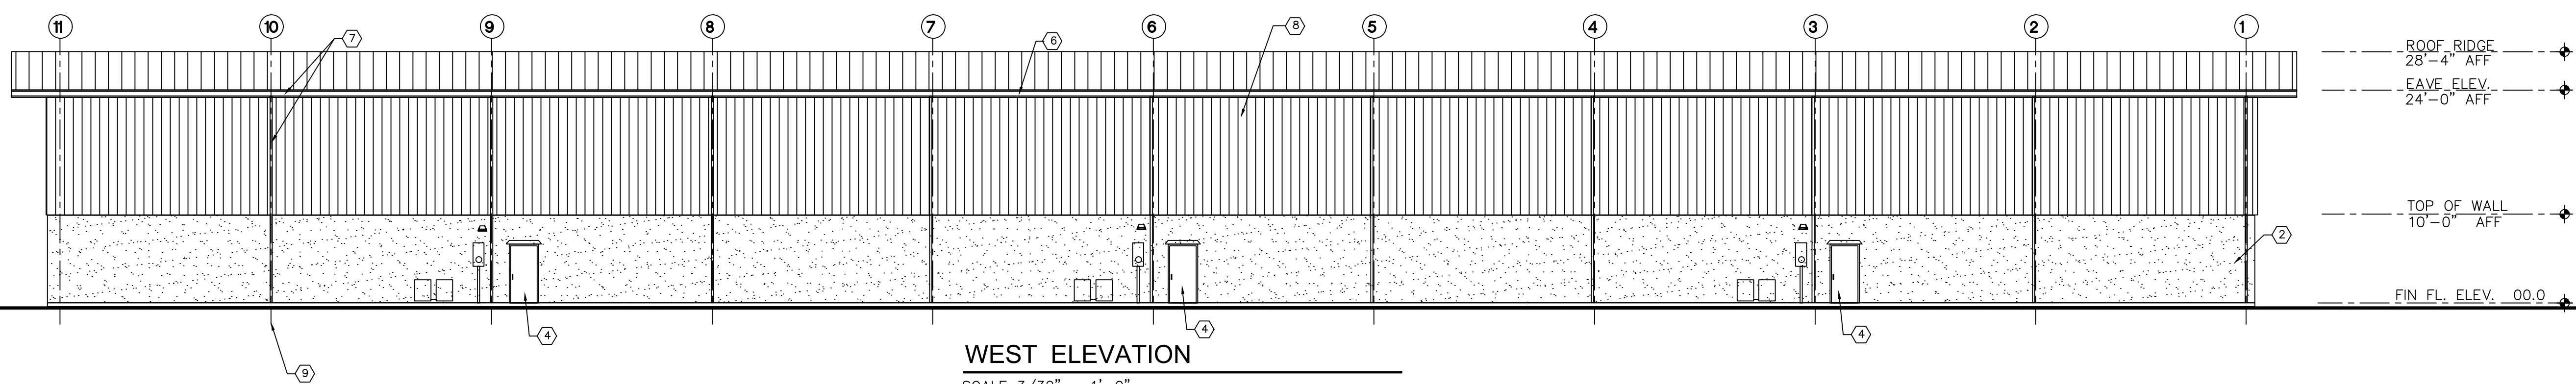 11 10 9 8 7 6 5 4 3 2 1
7
6
8
ROOF RIDGE
28'-4" AFF
EAVE ELEV.
24'-0" AFF
TOP OF WALL
10'-0" AFF
2
FIN FL. ELEV. 00.0
4
4
4
9
WEST ELEVATION